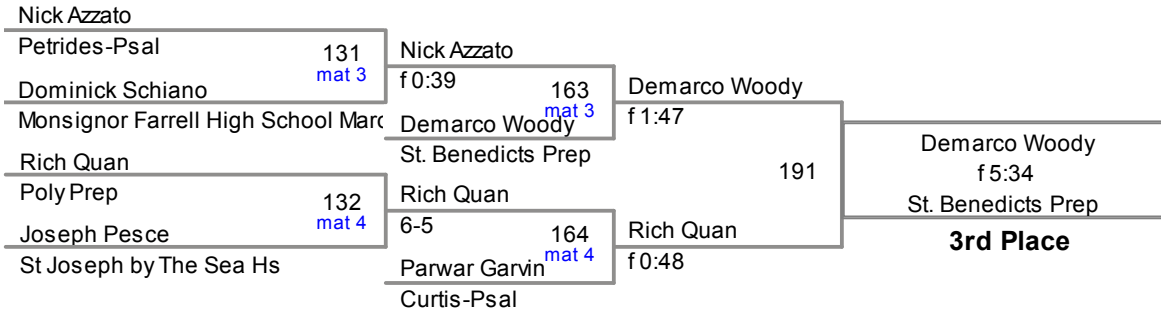 Nick Azzato
Petrides-Psal
131
mat 3
Dominick Schiano
Monsignor Farrell High School Marc
Rich Quan
Poly Prep
132
mat 4
Joseph Pesce
St Joseph by The Sea Hs
Nick Azzato
f 0:39
163
mat 3
Demarco Woody
St. Benedicts Prep
Rich Quan
6-5
164
mat 4
Parwar Garvin
Curtis-Psal
Demarco Woody
f 1:47
191
Rich Quan
f 0:48
Demarco Woody
f 5:34
St. Benedicts Prep
3rd Place